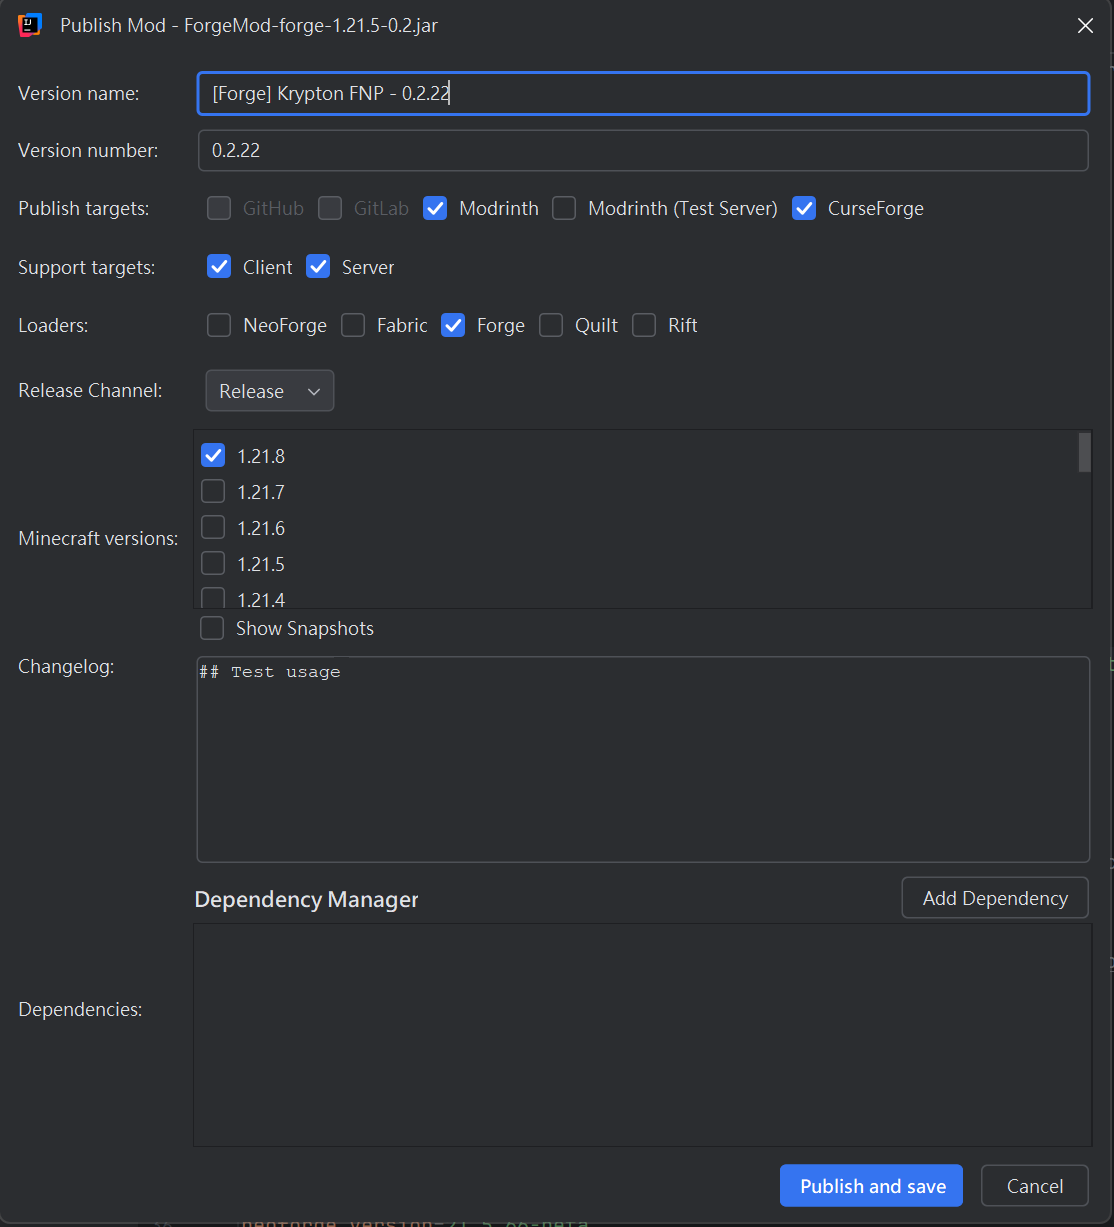 Publish Mod - ForgeMod-forge-1.21.5-0.2.jar
Version name: [Forge] Krypton FNP - 0.2.22
Version number: 0.2.22
Publish targets: GitHub GitLab Modrinth Modrinth (Test Server) CurseForge
Support targets: Client Server
Loaders: NeoForge Fabric Forge Quilt Rift
Release Channel: Release
1.21.8
1.21.7
1.21.6
Minecraft versions:
1.21.5
1.21.4
Show Snapshots
Changelog: ## Test usage
Dependency Manager Add Dependency
Dependencies:
Publish and save Cancel